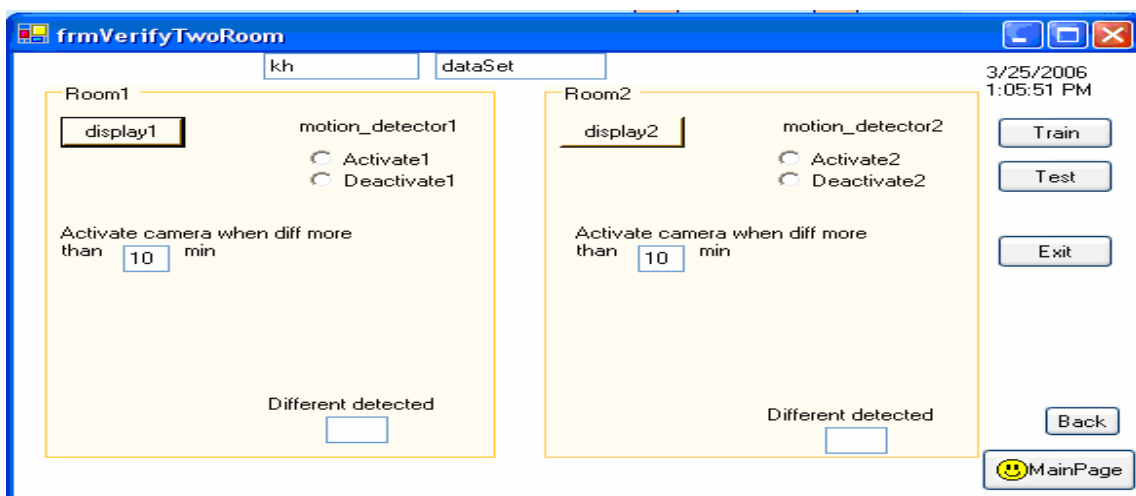 frmVerifyTwoRoom
kh
dataSet
3/25/2006
1:05:51 PM
Room1
display1
motion_detector1
Activate1
Deactivate1
Activate camera when diff more
than 10 min
Different detected
Room2
display2
motion_detector2
Activate2
Deactivate2
Activate camera when diff more
than 10 min
Different detected
Train
Test
Exit
Back
MainPage